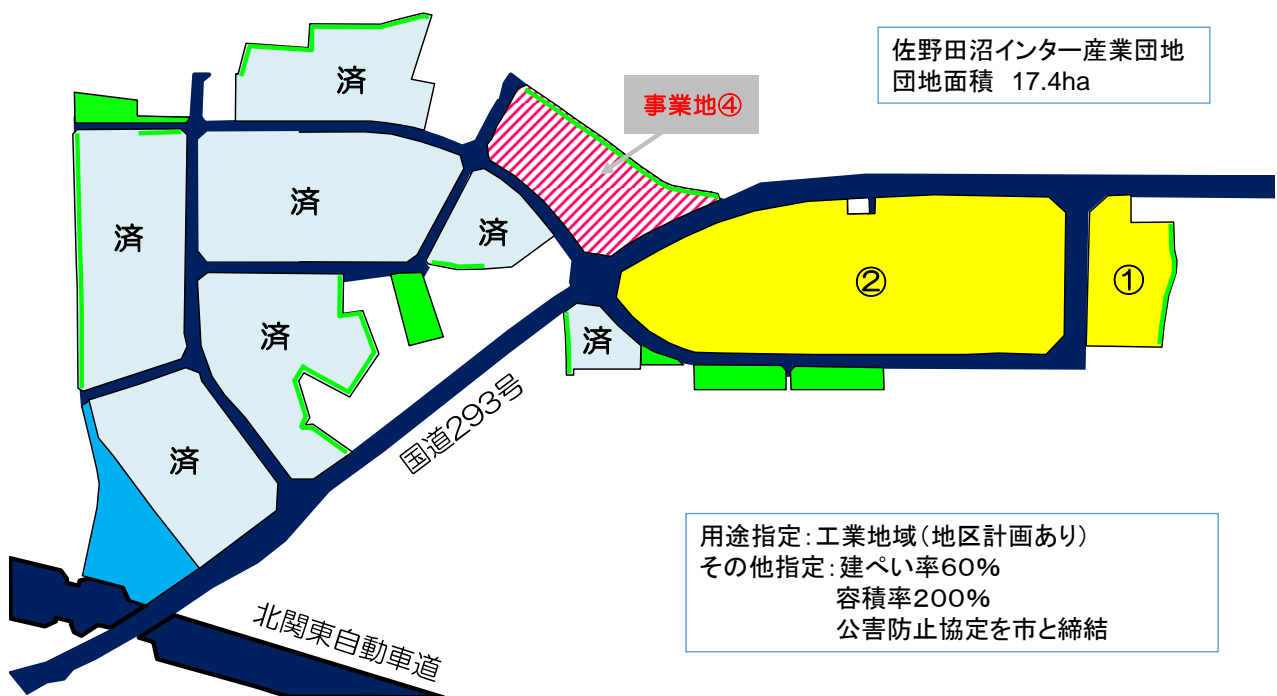 佐野田沼インター産業団地
団地面積 17.4ha
済
事業地④
済
済
済
②
①
済
済
国道293号
済
用途指定：工業地域（地区計画あり）
その他指定：建ぺい率60％
容積率200％
公害防止協定を市と締結
北関東自動車道